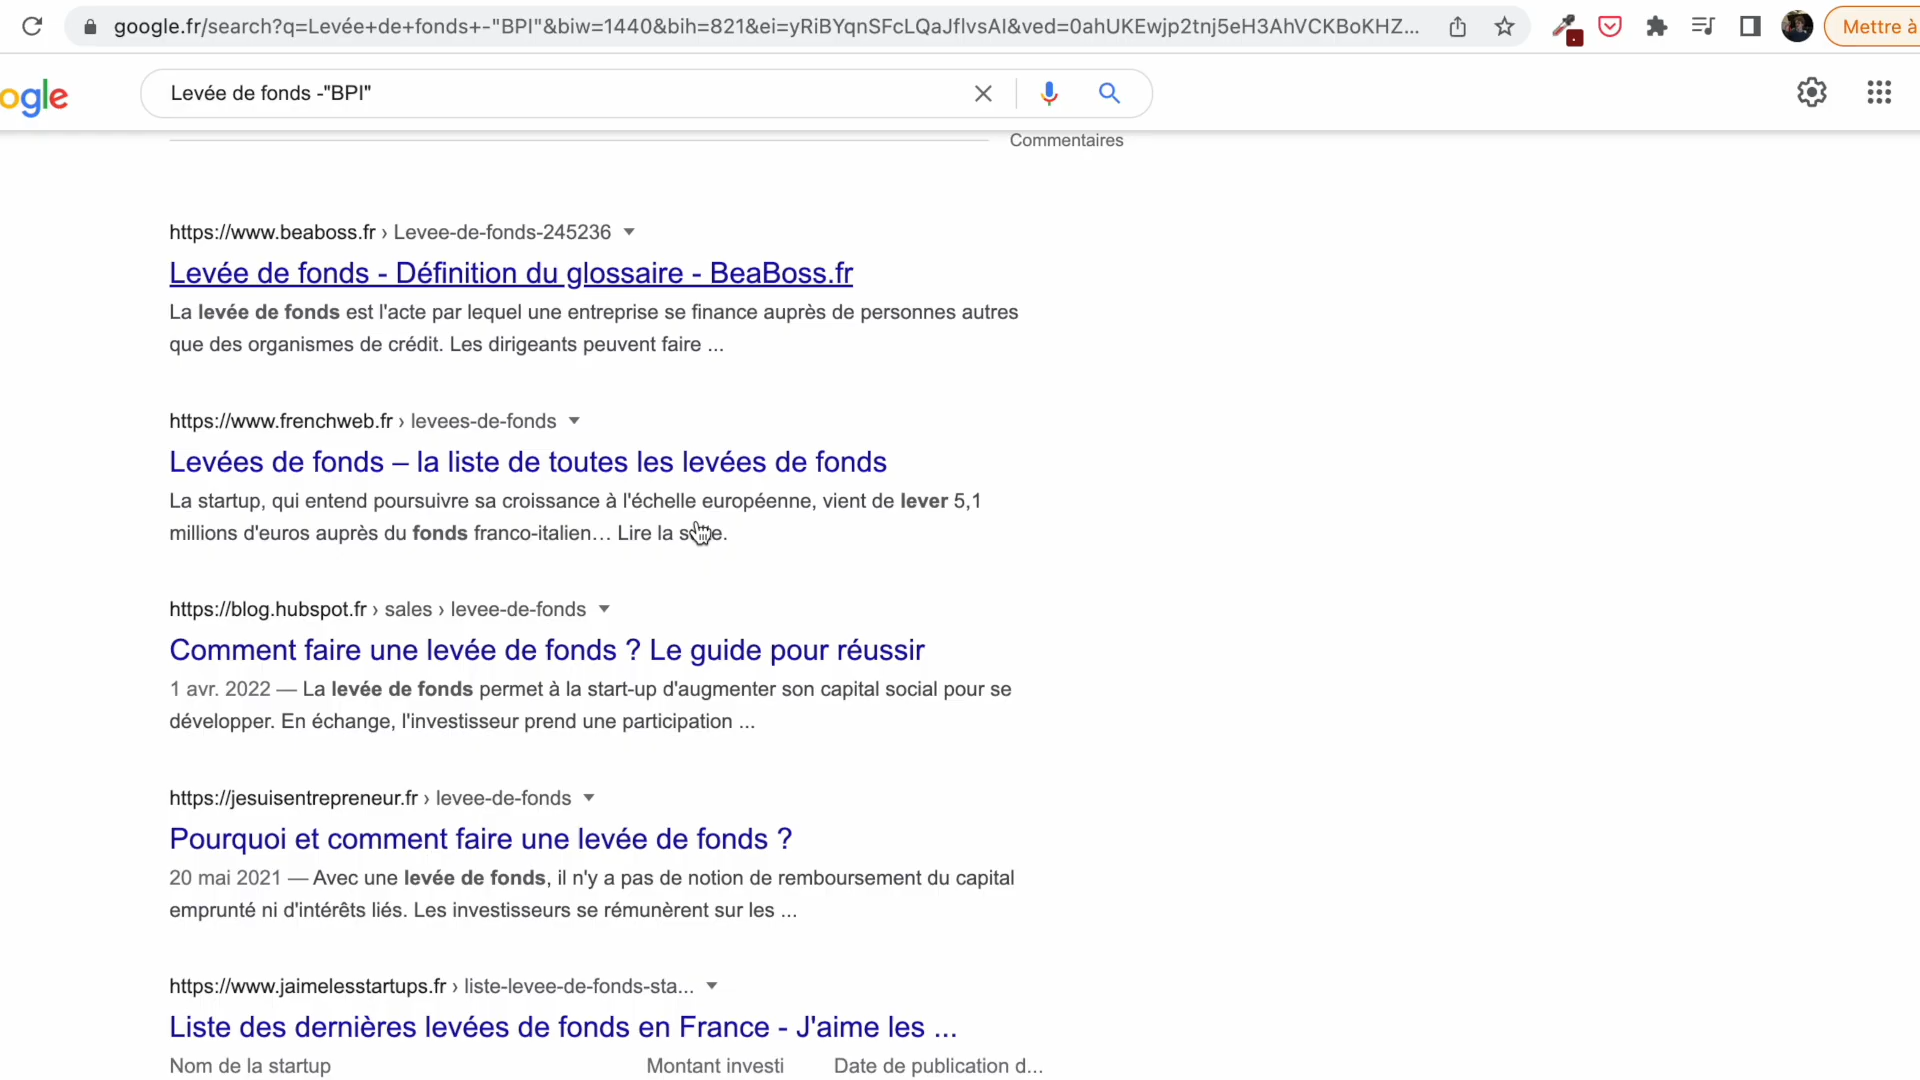 google.fr/search?q=Levée+de+fonds+-"BPI"&biw=1440&bih=821&ei=yRiBYqnSFcLQaJflvsAI&ved=0ahUKEwjp2tnj5eH3AhVCKBoKHZ...
Mettre à
ogle
Levée de fonds -"BPI"
Commentaires
https://www.beaboss.fr › Levee-de-fonds-245236
Levée de fonds - Définition du glossaire - BeaBoss.fr
La levée de fonds est l'acte par lequel une entreprise se finance auprès de personnes autres
que des organismes de crédit. Les dirigeants peuvent faire ...
https://www.frenchweb.fr › levees-de-fonds
Levées de fonds – la liste de toutes les levées de fonds
La startup, qui entend poursuivre sa croissance à l'échelle européenne, vient de lever 5,1
millions d'euros auprès du fonds franco-italien… Lire la
https://blog.hubspot.fr › sales › levee-de-fonds
Comment faire une levée de fonds ? Le guide pour réussir
1 avr. 2022 — La levée de fonds permet à la start-up d'augmenter son capital social pour se
développer. En échange, l'investisseur prend une participation ...
https://jesuisentrepreneur.fr › levee-de-fonds
Pourquoi et comment faire une levée de fonds ?
20 mai 2021 — Avec une levée de fonds, il n'y a pas de notion de remboursement du capital
emprunté ni d'intérêts liés. Les investisseurs se rémunèrent sur les ...
https://www.jaimelesstartups.fr › liste-levee-de-fonds-sta...
Liste des dernières levées de fonds en France - J'aime les ...
Nom de la startup Montant investi Date de publication d...